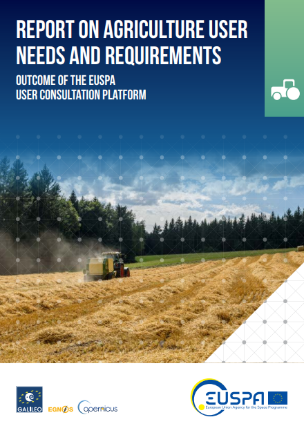 REPORT ON AGRICULTURE USER
NEEDS AND REQUIREMENTS
OUTCOME OF THE EUSPA
USER CONSULTATION PLATFORM
GALILEO
EGNOS
opernicus
EUSPA
European Union Agency for the Space Programme